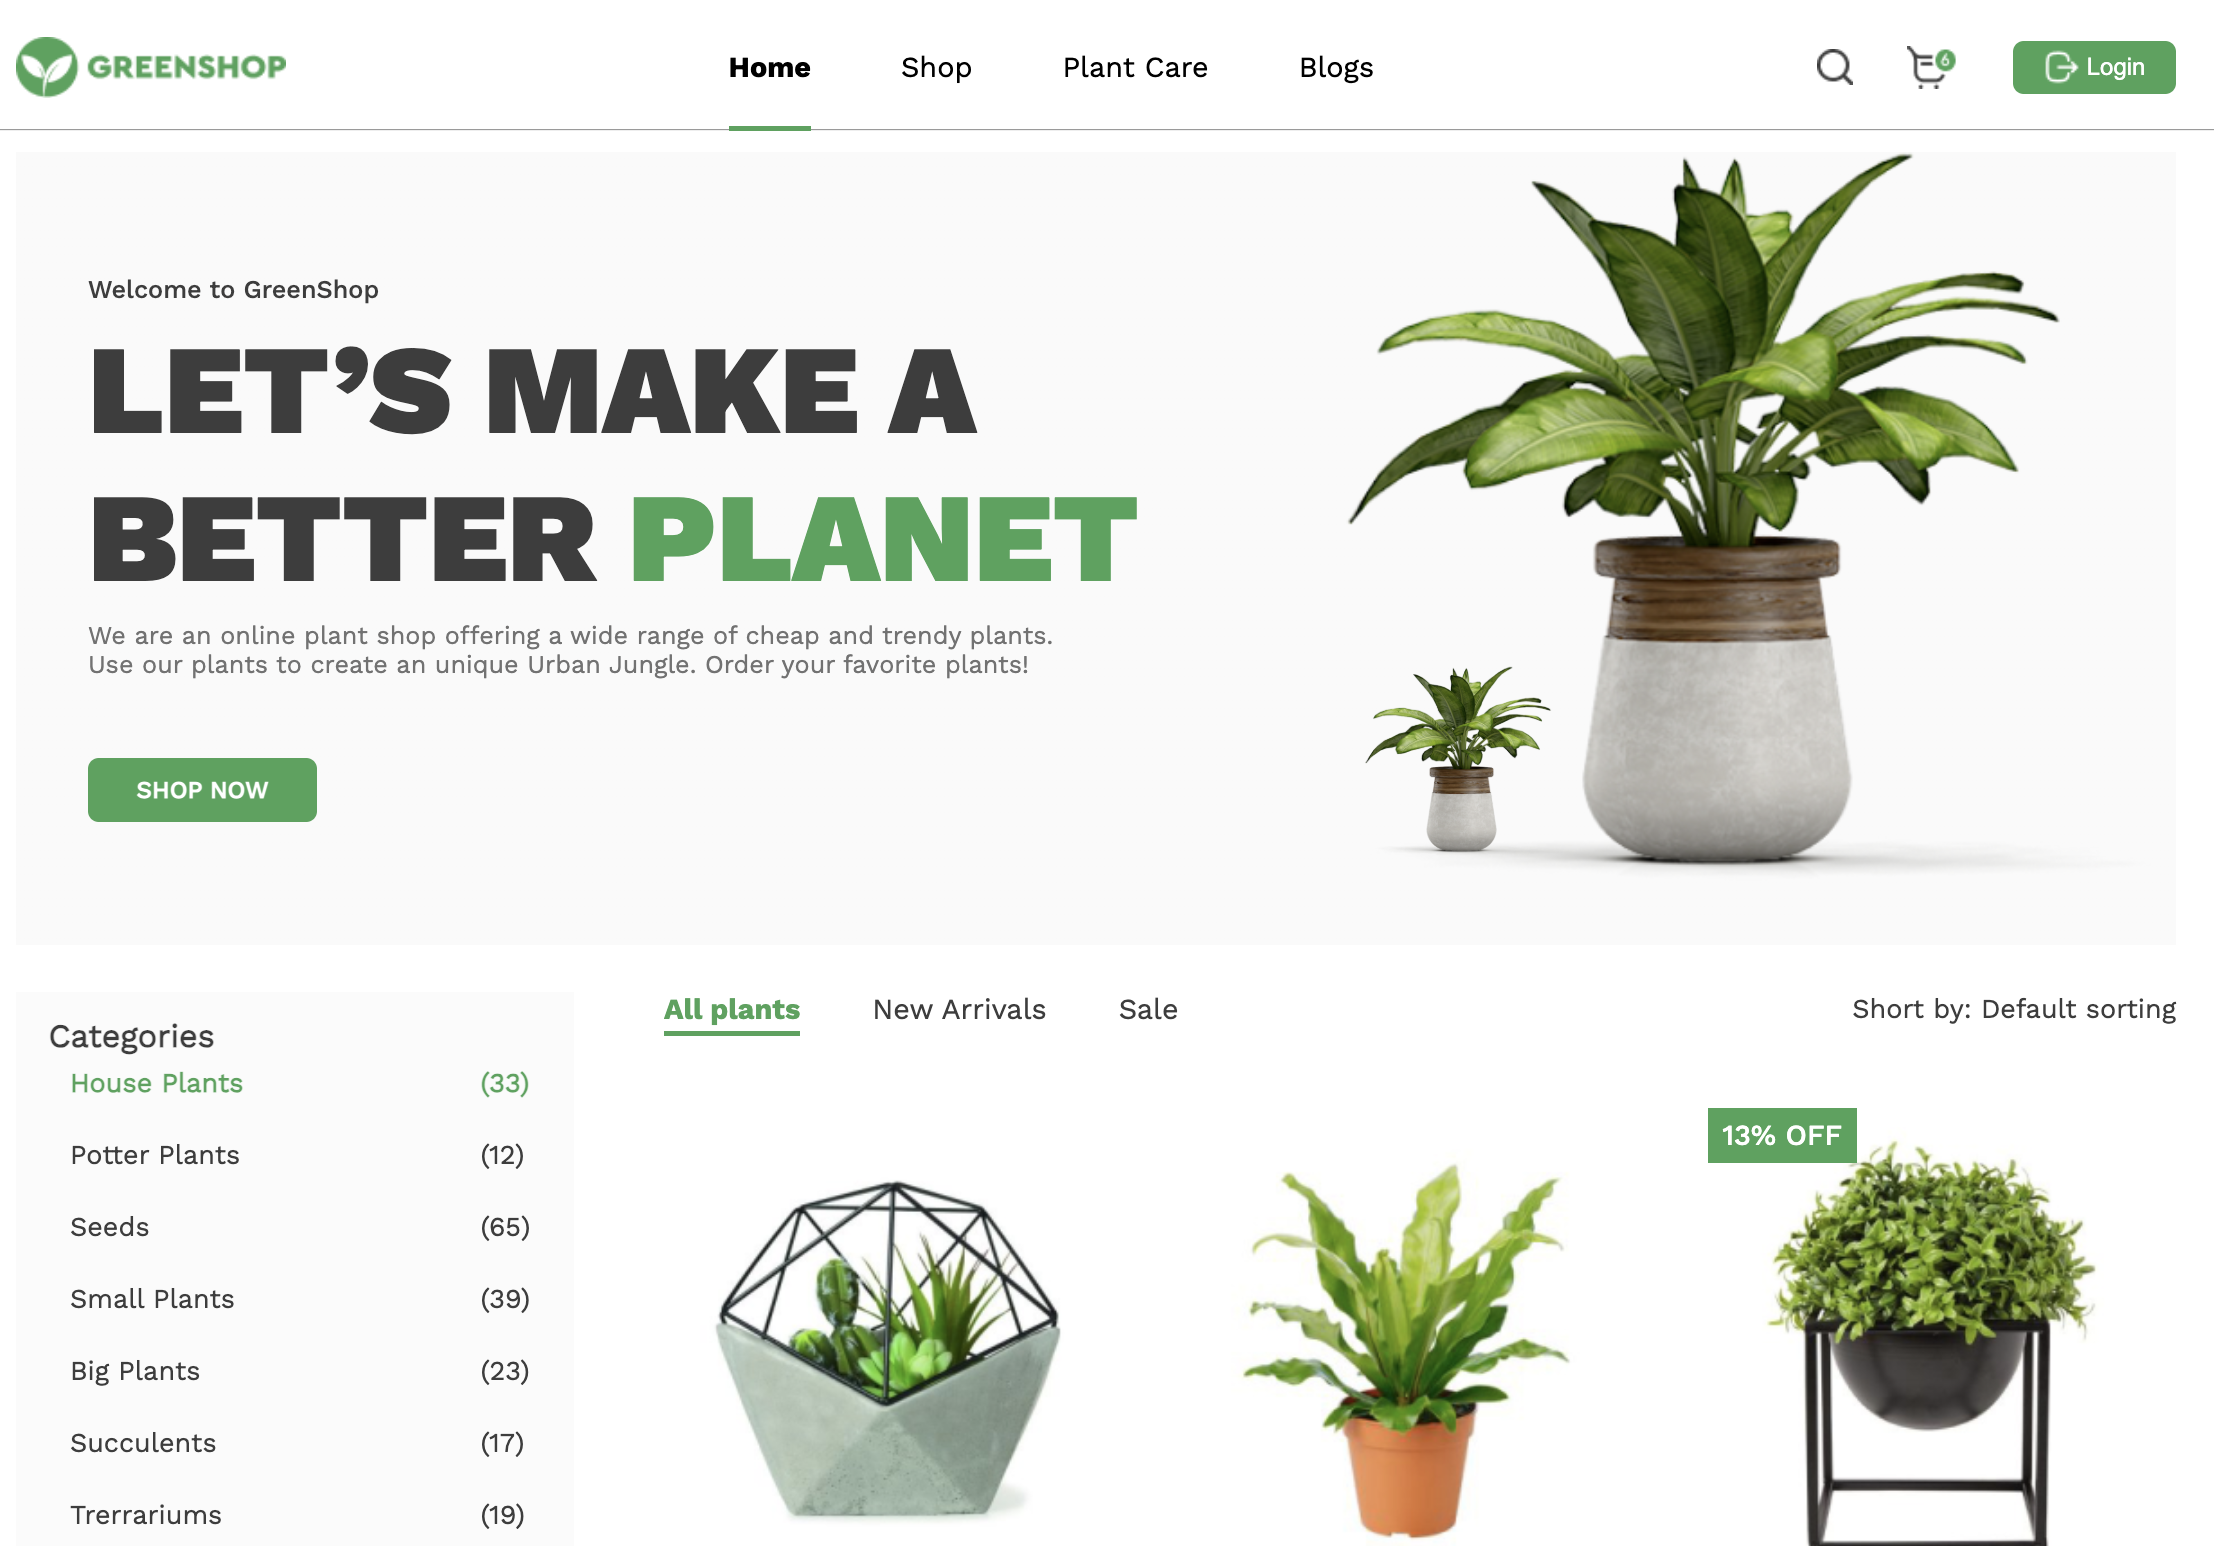 GREENSHOP
Home
Shop
Plant Care
Blogs
6
Login
Welcome to GreenShop
LET’S MAKE A
BETTER PLANET
We are an online plant shop offering a wide range of cheap and trendy plants.
Use our plants to create an unique Urban Jungle. Order your favorite plants!
SHOP NOW
Categories
House Plants (33)
Potter Plants (12)
Seeds (65)
Small Plants (39)
Big Plants (23)
Succulents (17)
Trerrariums (19)
All plants
New Arrivals
Sale
Short by: Default sorting
13% OFF